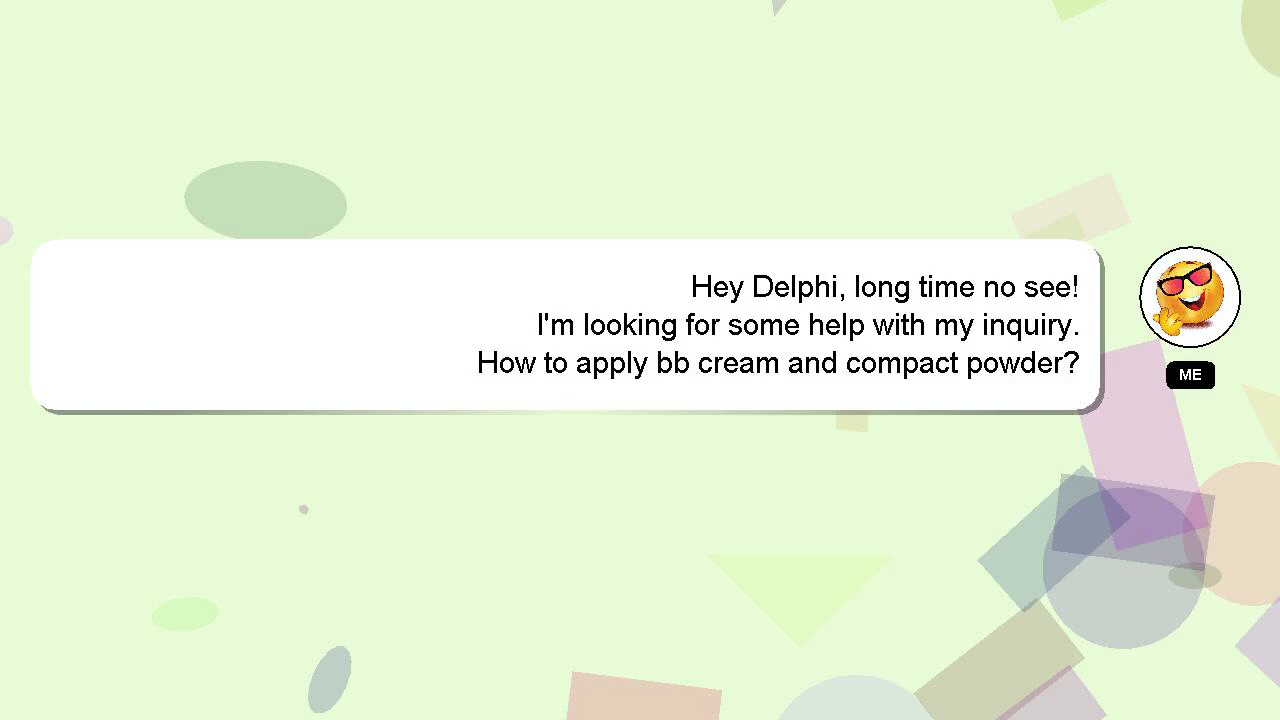 Hey Delphi, long time no see!
I'm looking for some help with my inquiry.
How to apply bb cream and compact powder?
ME